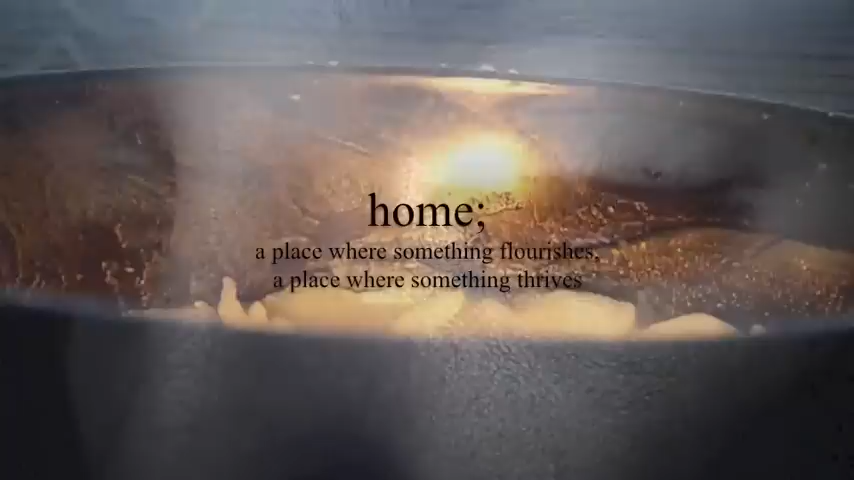 home;
a place where something flourishes,
a place where something thrives